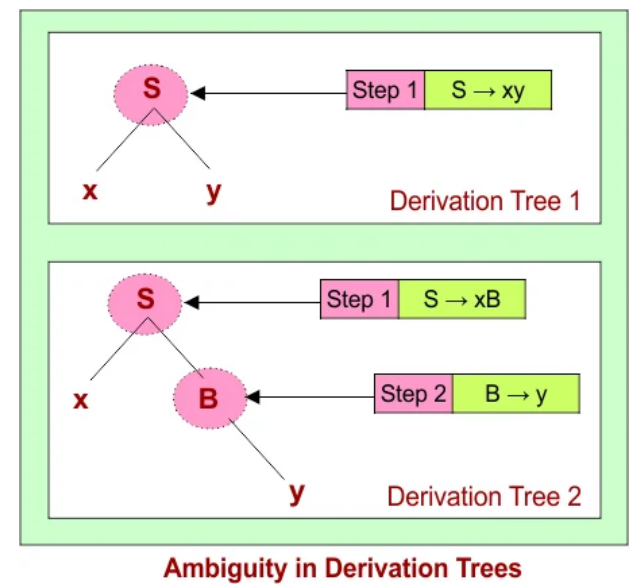 S
Step 1 S → xy
x y
Derivation Tree 1
S
Step 1 S → xB
x
B
Step 2 B → y
y
Derivation Tree 2
Ambiguity in Derivation Trees